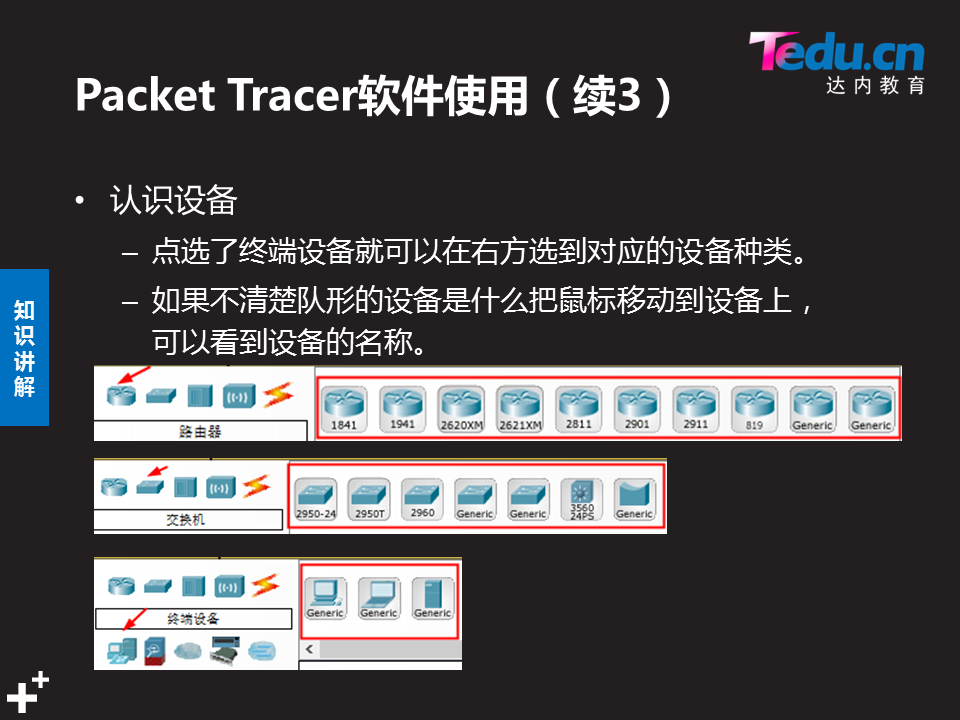 Tedu.cn
达内教育
Packet Tracer软件使用（续3）
• 认识设备
– 点选了终端设备就可以在右方选到对应的设备种类。
– 如果不清楚队形的设备是什么把鼠标移动到设备上，
可以看到设备的名称。
知识讲解
1841 1941 2620XM 2621XM 2811 2901 2911 819 Generic Generic
路由器
2950-24 2950T 2960 Generic Generic 3560 24PS Generic
交换机
Generic Generic Generic
终端设备